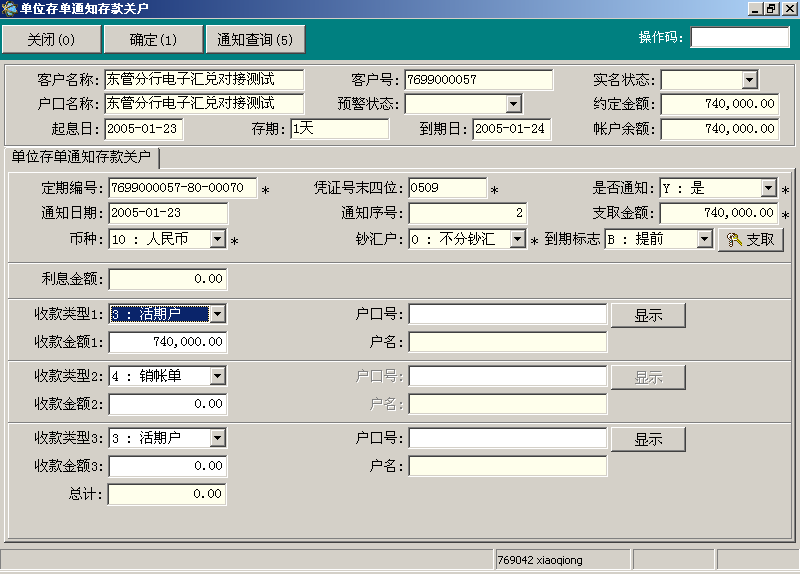 单位存单通知存款关户
关闭(0) 确定(1) 通知查询(5) 操作码:
客户名称: 东管分行电子汇兑对接测试 客户号: 7699000057 实名状态:
户口名称: 东管分行电子汇兑对接测试 预警状态: 约定金额: 740,000.00
起息日: 2005-01-23 存期: 1天 到期日: 2005-01-24 帐户余额: 740,000.00
单位存单通知存款关户
定期编号: 7699000057-80-00070 * 凭证号末四位: 0509 * 是否通知: Y : 是 *
通知日期: 2005-01-23 通知序号: 2 支取金额: 740,000.00 *
币种: 10 : 人民币 * 钞汇户: 0 : 不分钞汇 * 到期标志 B : 提前 支取
利息金额: 0.00
收款类型1: 3 : 活期户 户口号: 显示
收款金额1: 740,000.00 户名:
收款类型2: 4 : 销帐单 户口号: 显示
收款金额2: 0.00 户名:
收款类型3: 3 : 活期户 户口号: 显示
收款金额3: 0.00 户名:
总计: 0.00
769042 xiaoqiong